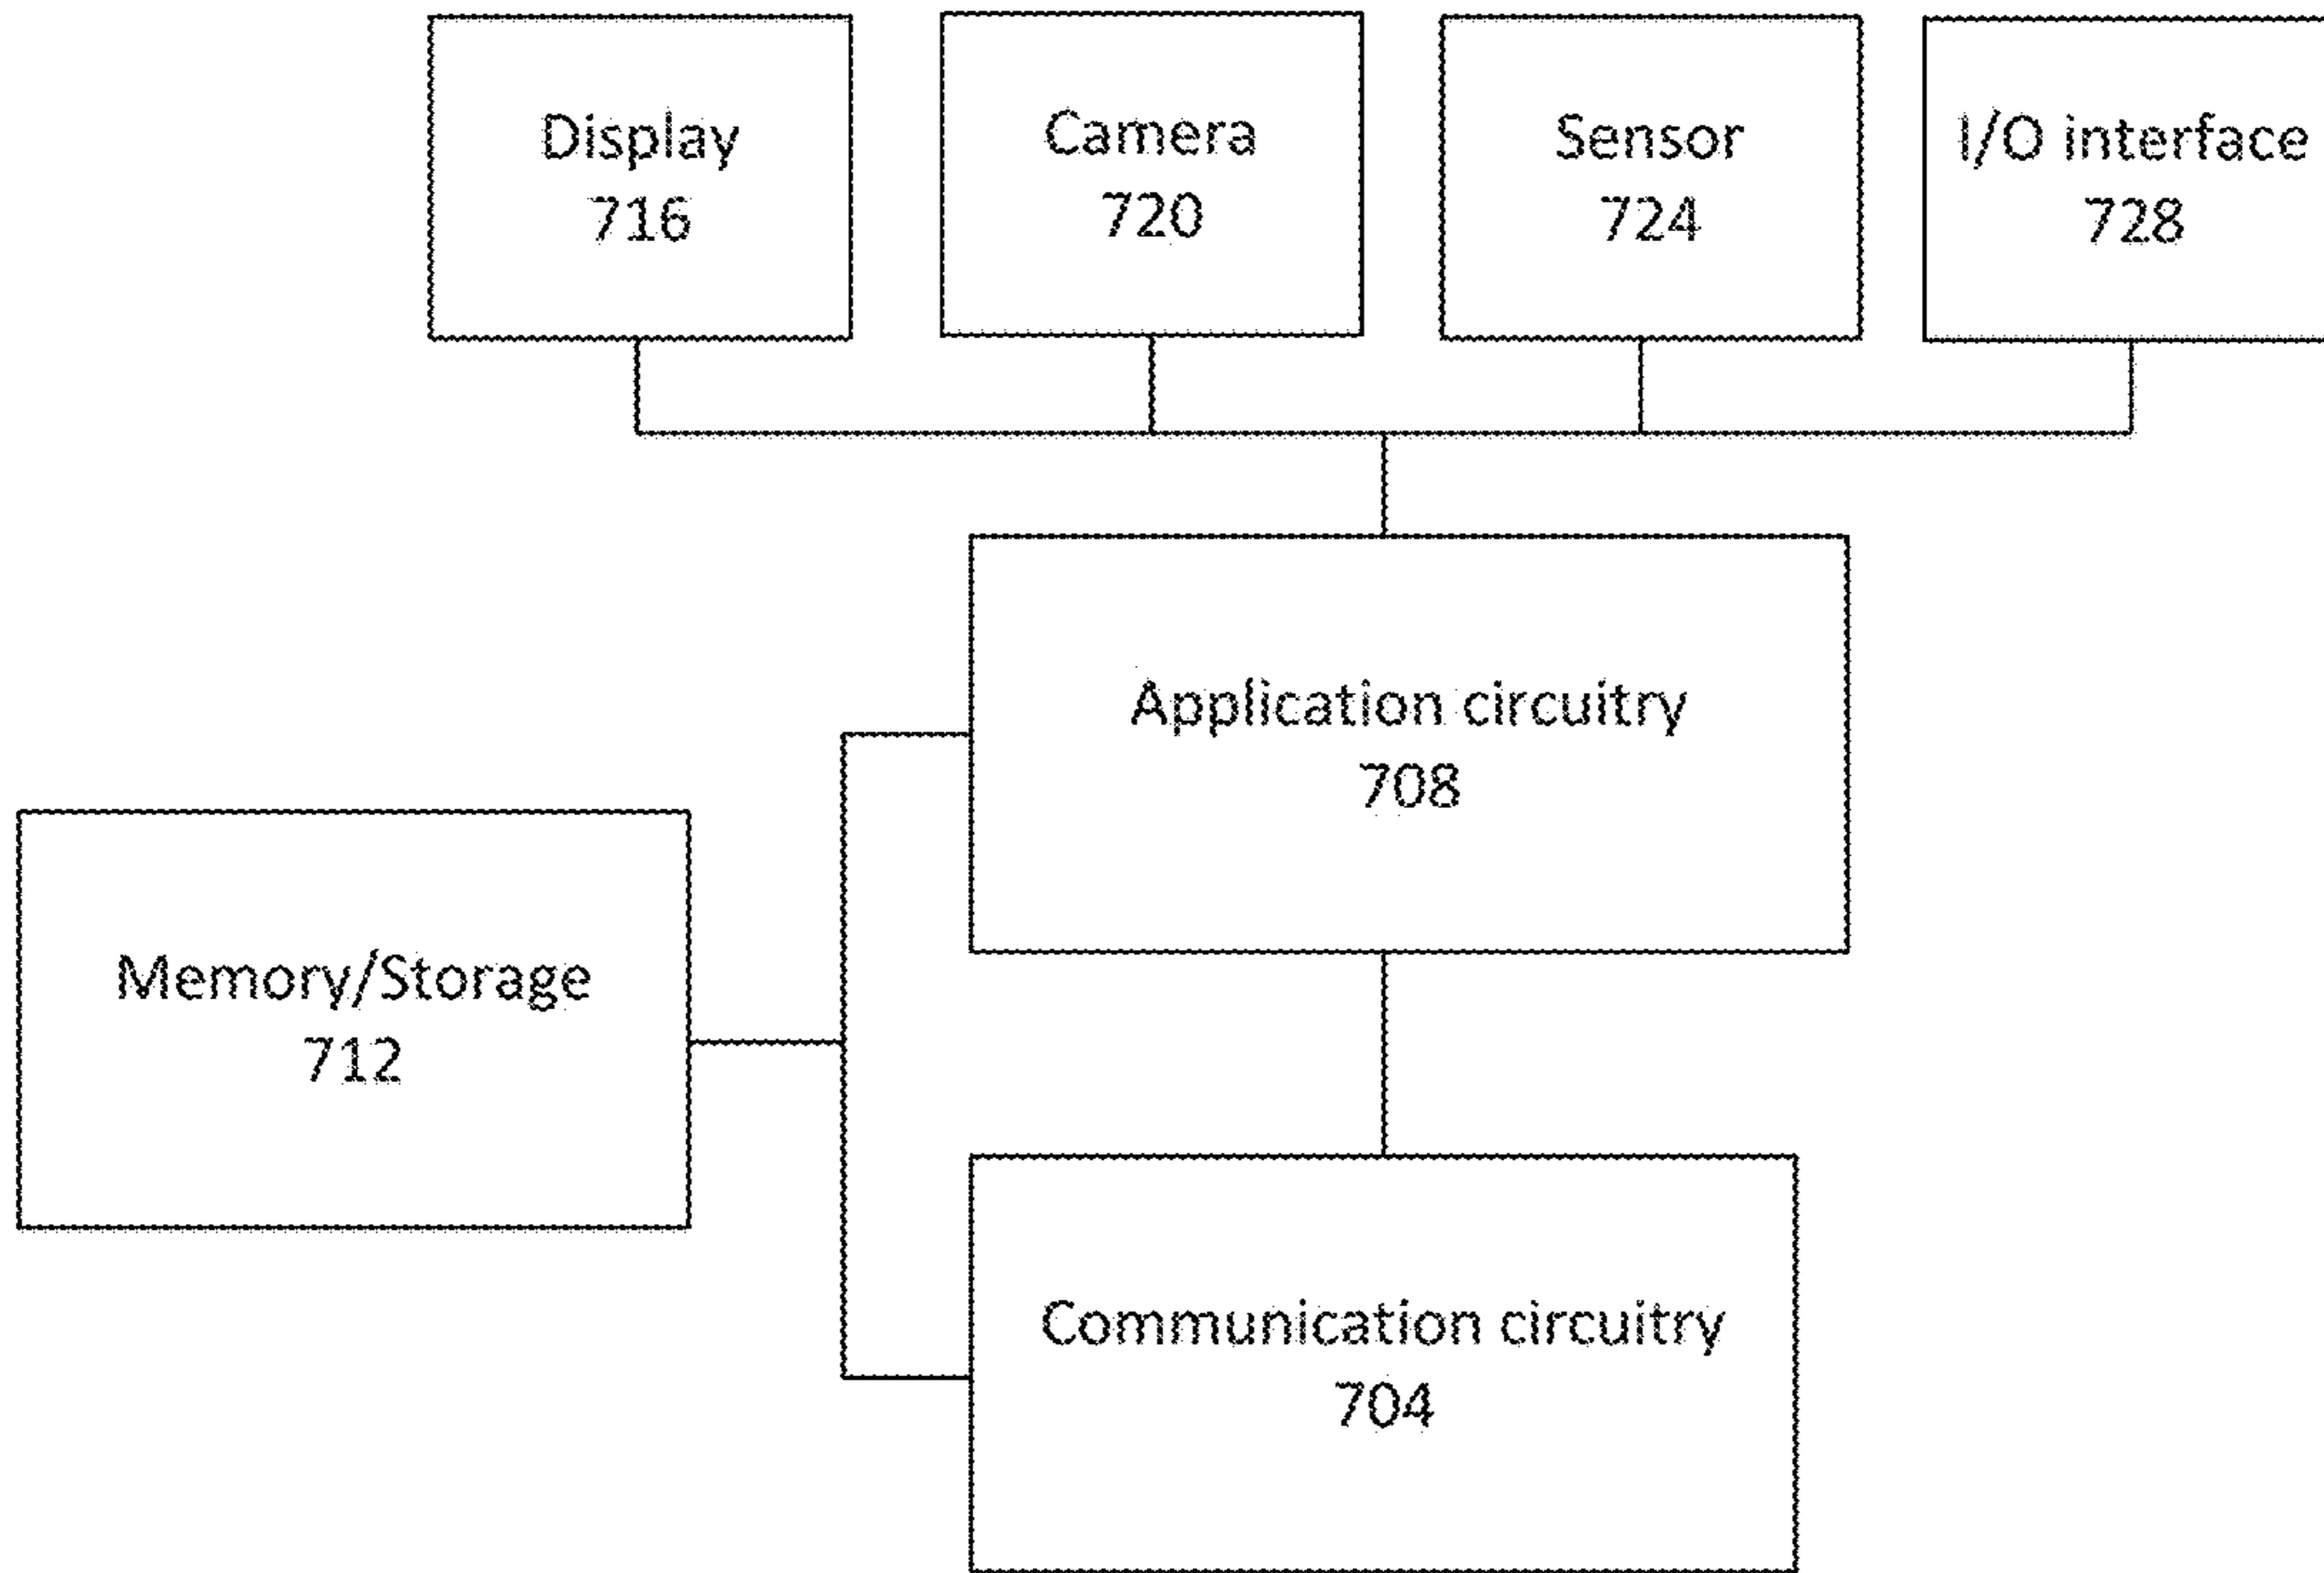 Display
716
Camera
720
Sensor
724
I/O interface
728
Application circuitry
708
Memory/Storage
712
Communication circuitry
704